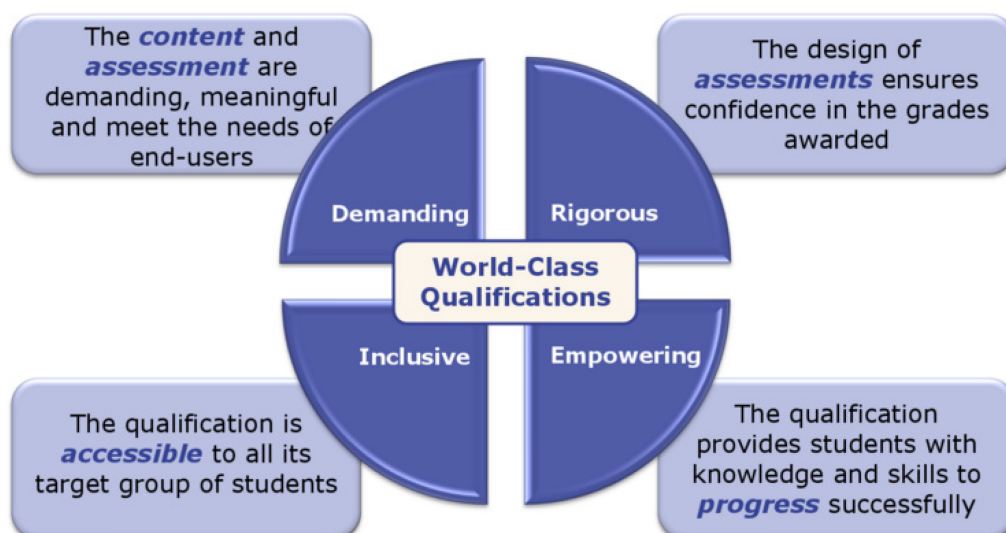 The content and
assessment are
demanding, meaningful
and meet the needs of
end-users
The design of
assessments ensures
confidence in the grades
awarded
Demanding
Rigorous
World-Class
Qualifications
Inclusive
Empowering
The qualification is
accessible to all its
target group of students
The qualification
provides students with
knowledge and skills to
progress successfully